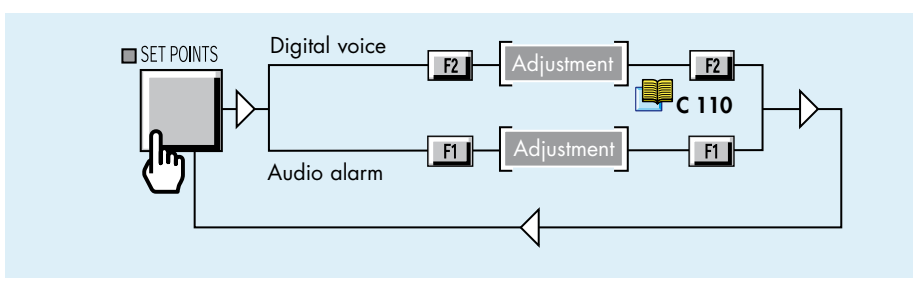 SET POINTS
Digital voice
F2
Adjustment
F2
C 110
F1
Adjustment
F1
Audio alarm